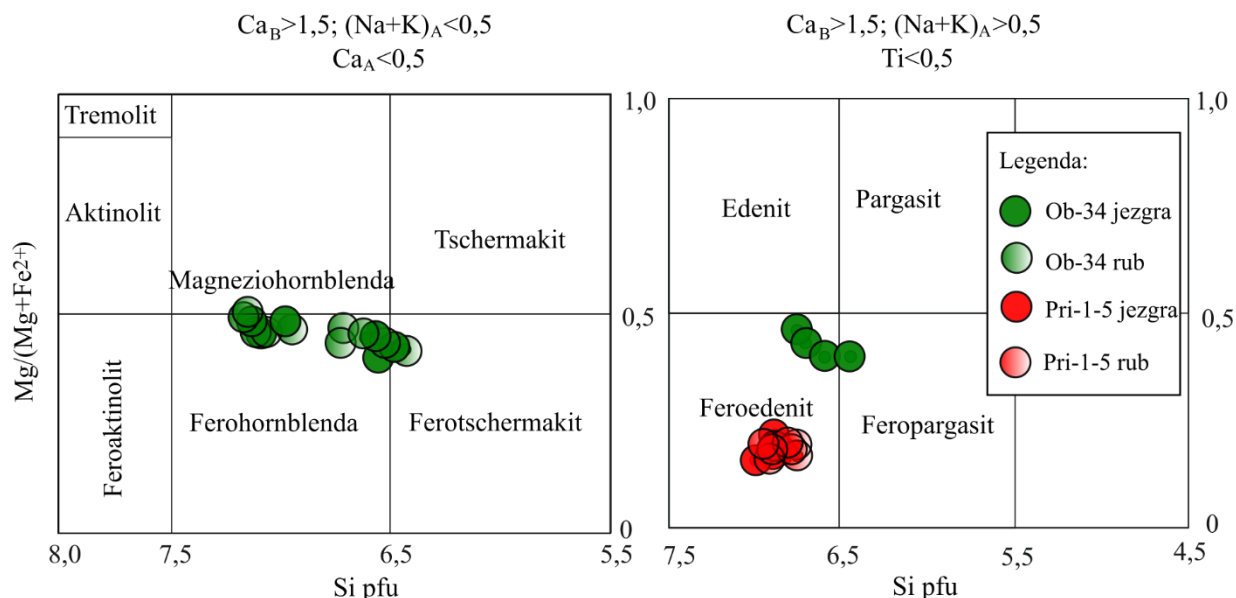 Ca_B>1,5; (Na+K)_A<0,5
Ca_A<0,5
Tremolit
Aktinolit
Tschermakit
Magneziohornblenda
Feroaktinolit
Ferohornblenda
Ferotschermakit
Mg/(Mg+Fe²⁺)
1,0
0,5
0
8,0
7,5
6,5
5,5
Si pfu
Ca_B>1,5; (Na+K)_A>0,5
Ti<0,5
Edenit
Pargasit
Feroedenit
Feropargasit
Legenda:
Ob-34 jezgra
Ob-34 rub
Pri-1-5 jezgra
Pri-1-5 rub
1,0
0,5
0
7,5
6,5
5,5
4,5
Si pfu